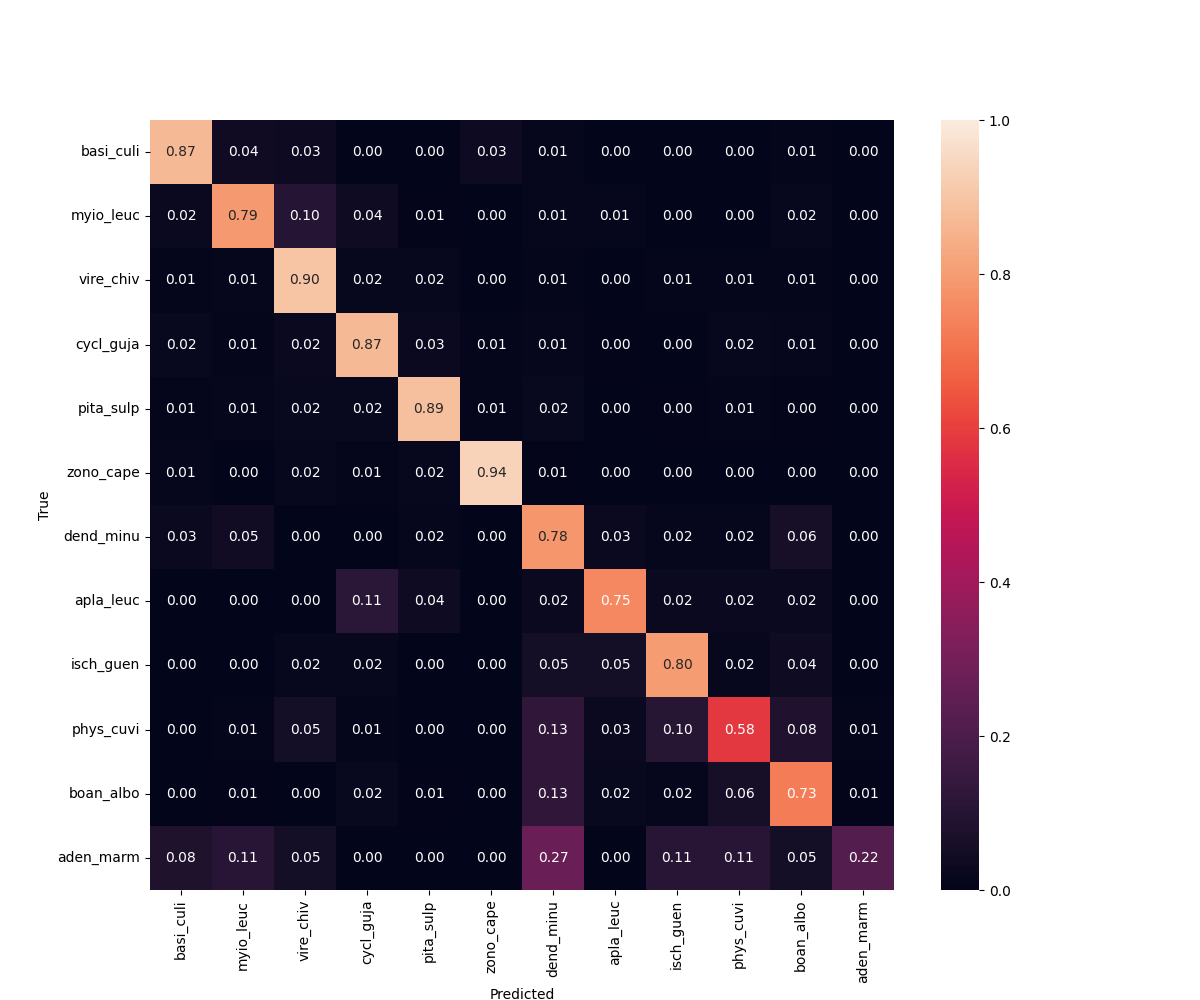 basi_culi 0.87 0.04 0.03 0.00 0.00 0.03 0.01 0.00 0.00 0.00 0.01 0.00
myio_leuc 0.02 0.79 0.10 0.04 0.01 0.00 0.01 0.01 0.00 0.00 0.02 0.00
vire_chiv 0.01 0.01 0.90 0.02 0.02 0.00 0.01 0.00 0.01 0.01 0.01 0.00
cycl_guja 0.02 0.01 0.02 0.87 0.03 0.01 0.01 0.00 0.00 0.02 0.01 0.00
pita_sulp 0.01 0.01 0.02 0.02 0.89 0.01 0.02 0.00 0.00 0.01 0.00 0.00
zono_cape 0.01 0.00 0.02 0.01 0.02 0.94 0.01 0.00 0.00 0.00 0.00 0.00
dend_minu 0.03 0.05 0.00 0.00 0.02 0.00 0.78 0.03 0.02 0.02 0.06 0.00
apla_leuc 0.00 0.00 0.00 0.11 0.04 0.00 0.02 0.75 0.02 0.02 0.02 0.00
isch_guen 0.00 0.00 0.02 0.02 0.00 0.00 0.05 0.05 0.80 0.02 0.04 0.00
phys_cuvi 0.00 0.01 0.05 0.01 0.00 0.00 0.13 0.03 0.10 0.58 0.08 0.01
boan_albo 0.00 0.01 0.00 0.02 0.01 0.00 0.13 0.02 0.02 0.06 0.73 0.01
aden_marm 0.08 0.11 0.05 0.00 0.00 0.00 0.27 0.00 0.11 0.11 0.05 0.22
basi_culi myio_leuc vire_chiv cycl_guja pita_sulp zono_cape dend_minu apla_leuc isch_guen phys_cuvi boan_albo aden_marm
Predicted
True
1.0
0.8
0.6
0.4
0.2
0.0